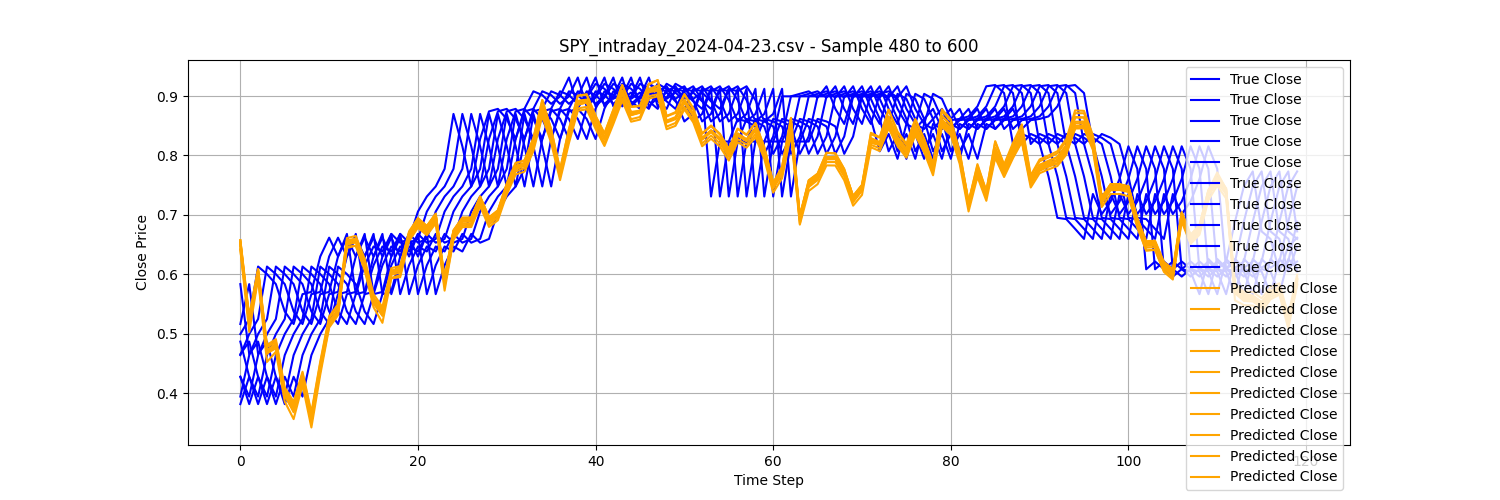 SPY_intraday_2024-04-23.csv - Sample 480 to 600
Close Price
0.9
0.8
0.7
0.6
0.5
0.4
0
20
40
60
80
100
120
Time Step
True Close
True Close
True Close
True Close
True Close
True Close
True Close
True Close
True Close
True Close
Predicted Close
Predicted Close
Predicted Close
Predicted Close
Predicted Close
Predicted Close
Predicted Close
Predicted Close
Predicted Close
Predicted Close